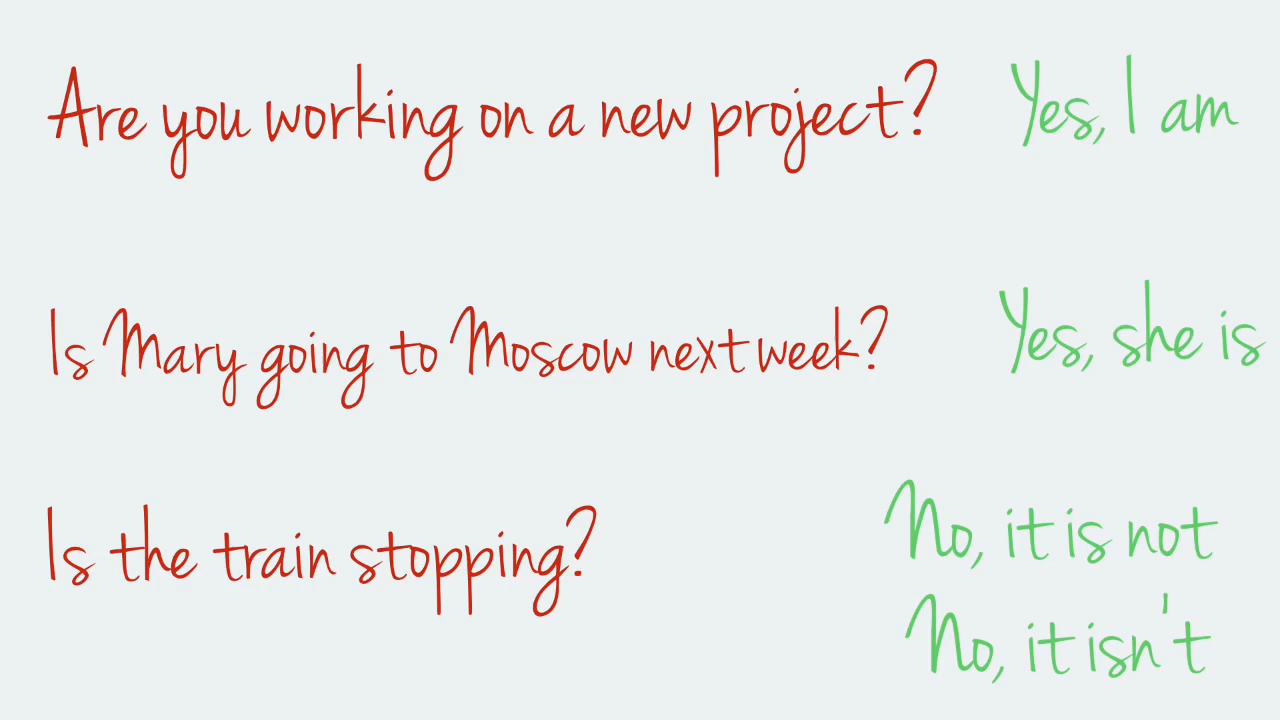 Are you working on a new project? Yes, I am
Is Mary going to Moscow next week? Yes, she is
Is the train stopping? No, it is not
No, it isn't